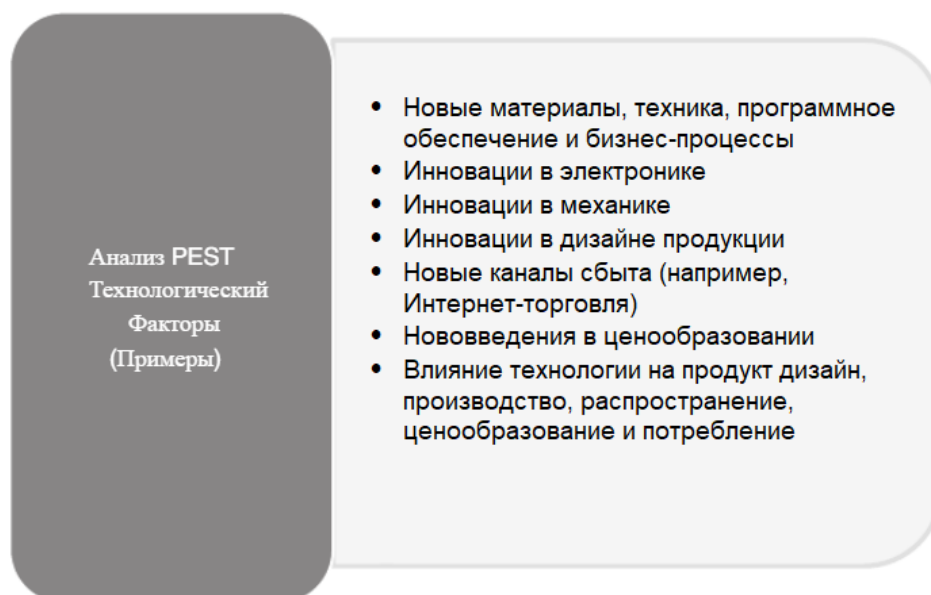 Анализ PEST
Технологический
Факторы
(Примеры)
• Новые материалы, техника, программное
обеспечение и бизнес-процессы
• Инновации в электронике
• Инновации в механике
• Инновации в дизайне продукции
• Новые каналы сбыта (например,
Интернет-торговля)
• Нововведения в ценообразовании
• Влияние технологии на продукт дизайн,
производство, распространение,
ценообразование и потребление